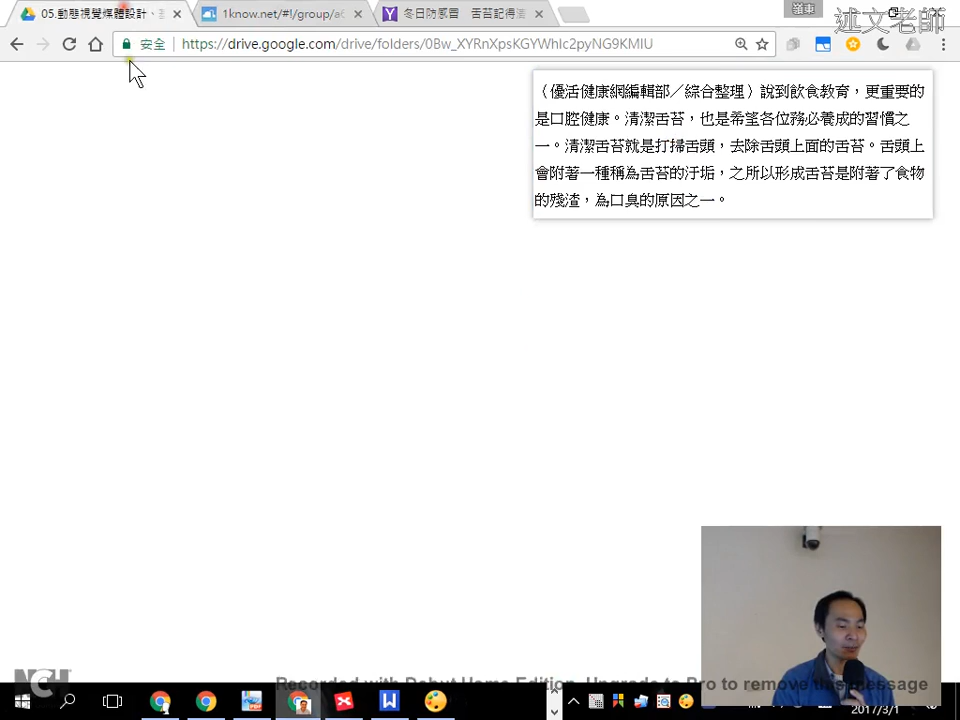 05.動態視覺媒體設計、
1know.net/#!/group/a6
冬日防感冒　舌苔記得清
述文老師
安全
https://drive.google.com/drive/folders/0Bw_XYRnXpsKGYWhIc2pyNG9KMlU
（優活健康網編輯部／綜合整理）說到飲食教育，更重要的
是口腔健康。清潔舌苔，也是希望各位務必養成的習慣之
一。清潔舌苔就是打掃舌頭，去除舌頭上面的舌苔。舌頭上
會附著一種稱為舌苔的汙垢，之所以形成舌苔是附著了食物
的殘渣，為口臭的原因之一。
NCH
Recorded with Debut Home Edition. Upgrade to Pro to remove this message
2017/3/1